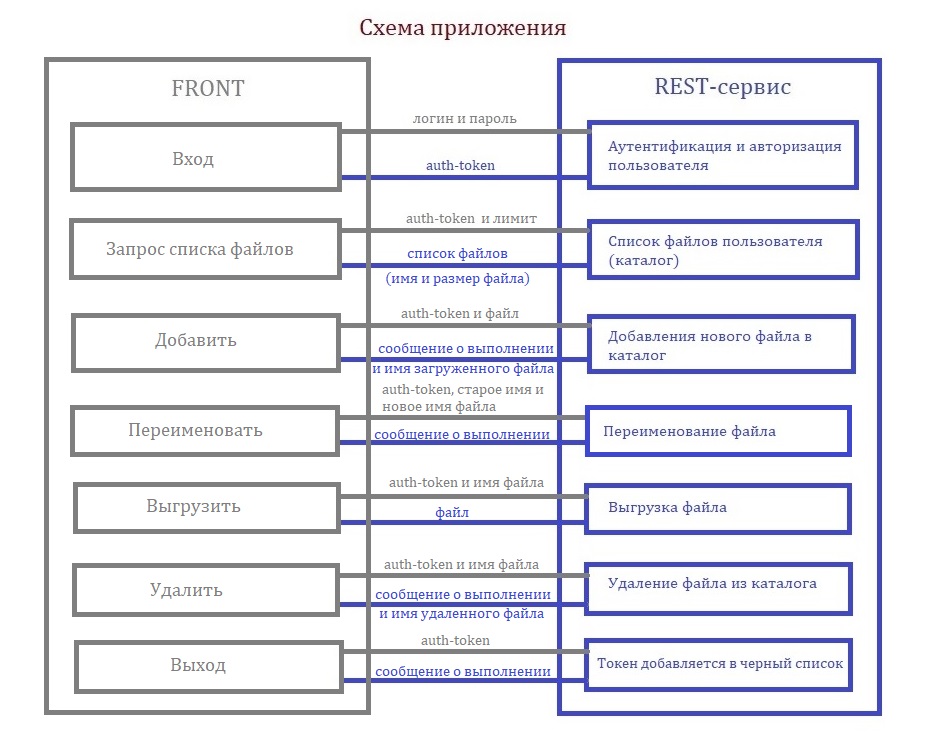 Схема приложения
FRONT
REST-сервис
Вход
логин и пароль
auth-token
Аутентификация и авторизация
пользователя
Запрос списка файлов
auth-token и лимит
список файлов
(имя и размер файла)
Список файлов пользователя
(каталог)
Добавить
auth-token и файл
сообщение о выполнении
и имя загруженного файла
Добавления нового файла в
каталог
Переименовать
auth-token, старое имя и
новое имя файла
сообщение о выполнении
Переименование файла
Выгрузить
auth-token и имя файла
файл
Выгрузка файла
Удалить
auth-token и имя файла
сообщение о выполнении
и имя удаленного файла
Удаление файла из каталога
Выход
auth-token
сообщение о выполнении
Токен добавляется в черный список